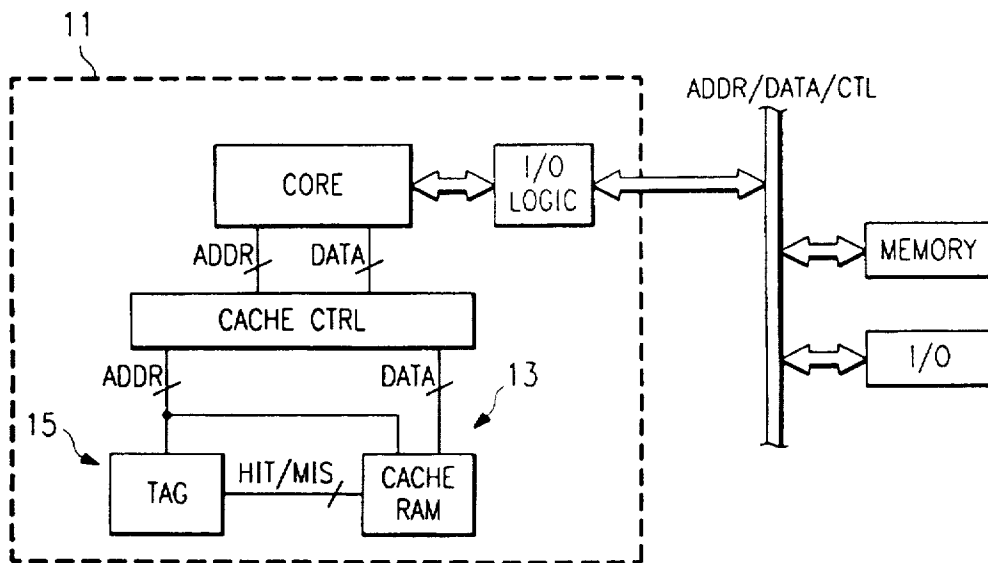 11
ADDR/DATA/CTL
CORE
I/O
LOGIC
ADDR
DATA
MEMORY
CACHE CTRL
I/O
ADDR
DATA
13
15
TAG
HIT/MIS
CACHE
RAM